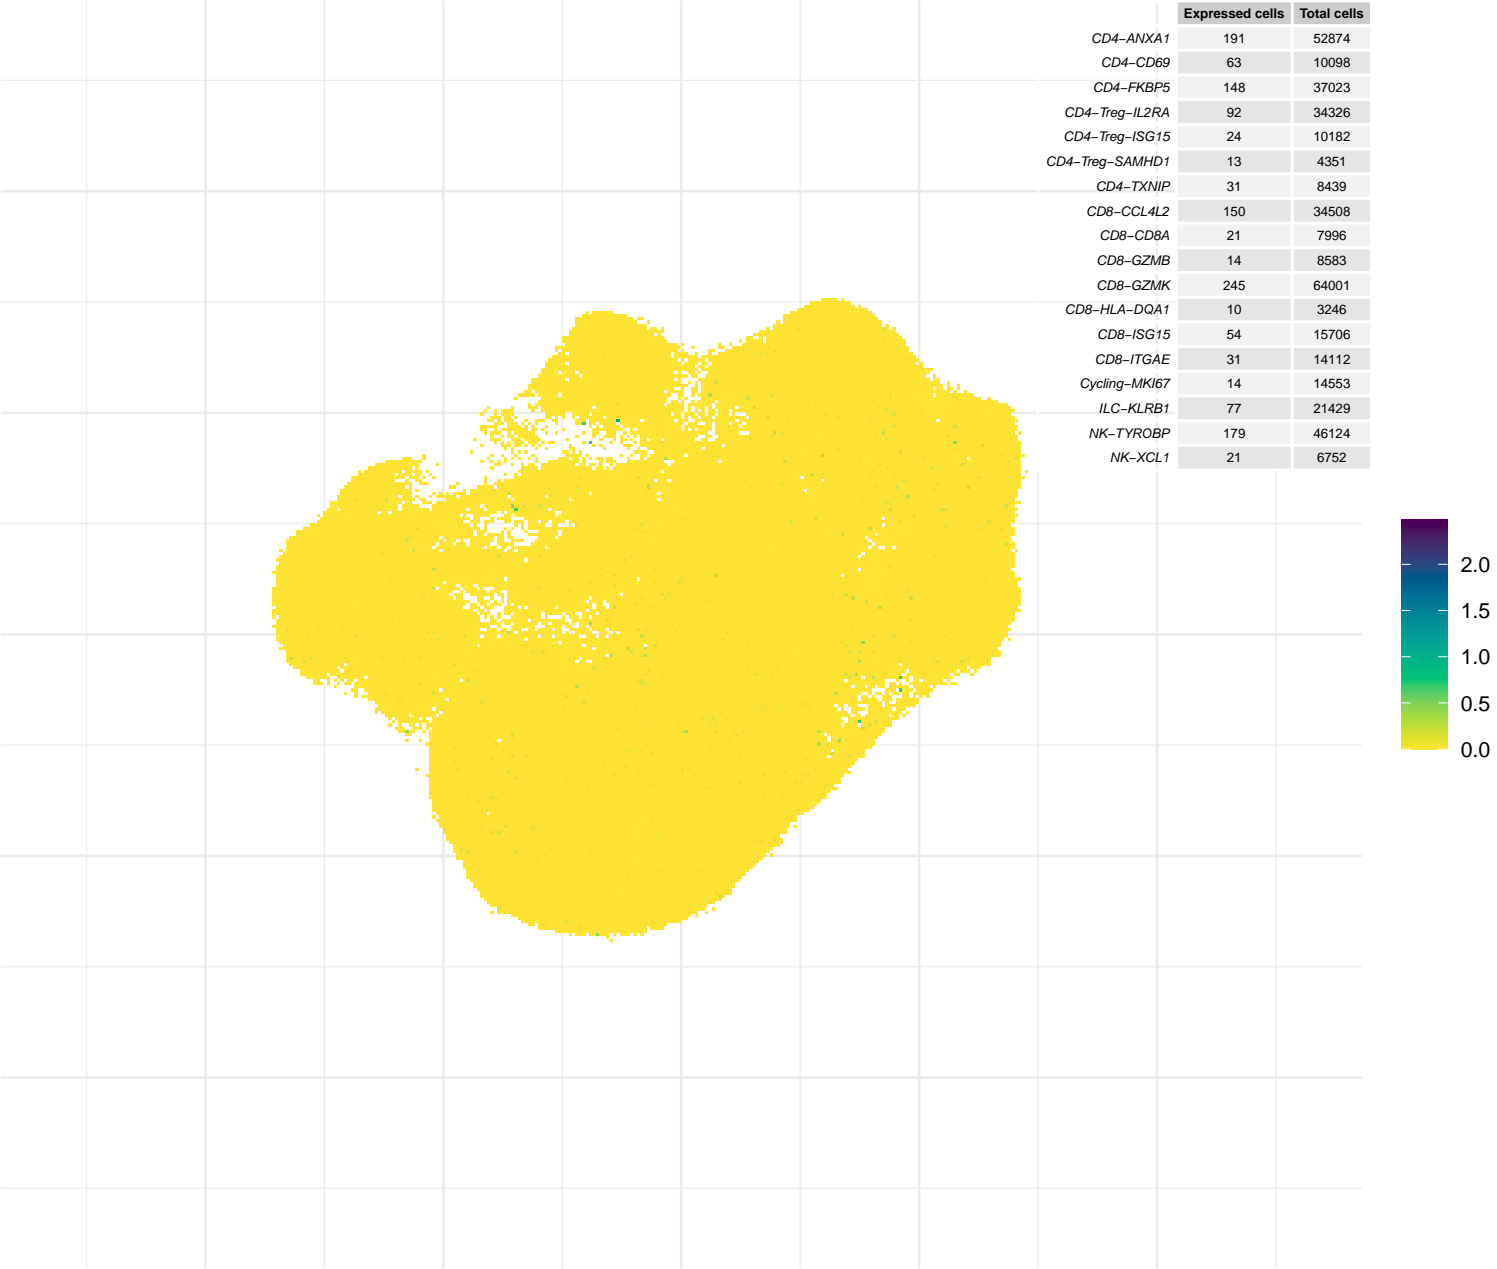 Expressed cells Total cells
CD4−ANXA1 191 52874
CD4−CD69 63 10098
CD4−FKBP5 148 37023
CD4−Treg−IL2RA 92 34326
CD4−Treg−ISG15 24 10182
CD4−Treg−SAMHD1 13 4351
CD4−TXNIP 31 8439
CD8−CCL4L2 150 34508
CD8−CD8A 21 7996
CD8−GZMB 14 8583
CD8−GZMK 245 64001
CD8−HLA−DQA1 10 3246
CD8−ISG15 54 15706
CD8−ITGAE 31 14112
Cycling−MKI67 14 14553
ILC−KLRB1 77 21429
NK−TYROBP 179 46124
NK−XCL1 21 6752
2.0
1.5
1.0
0.5
0.0